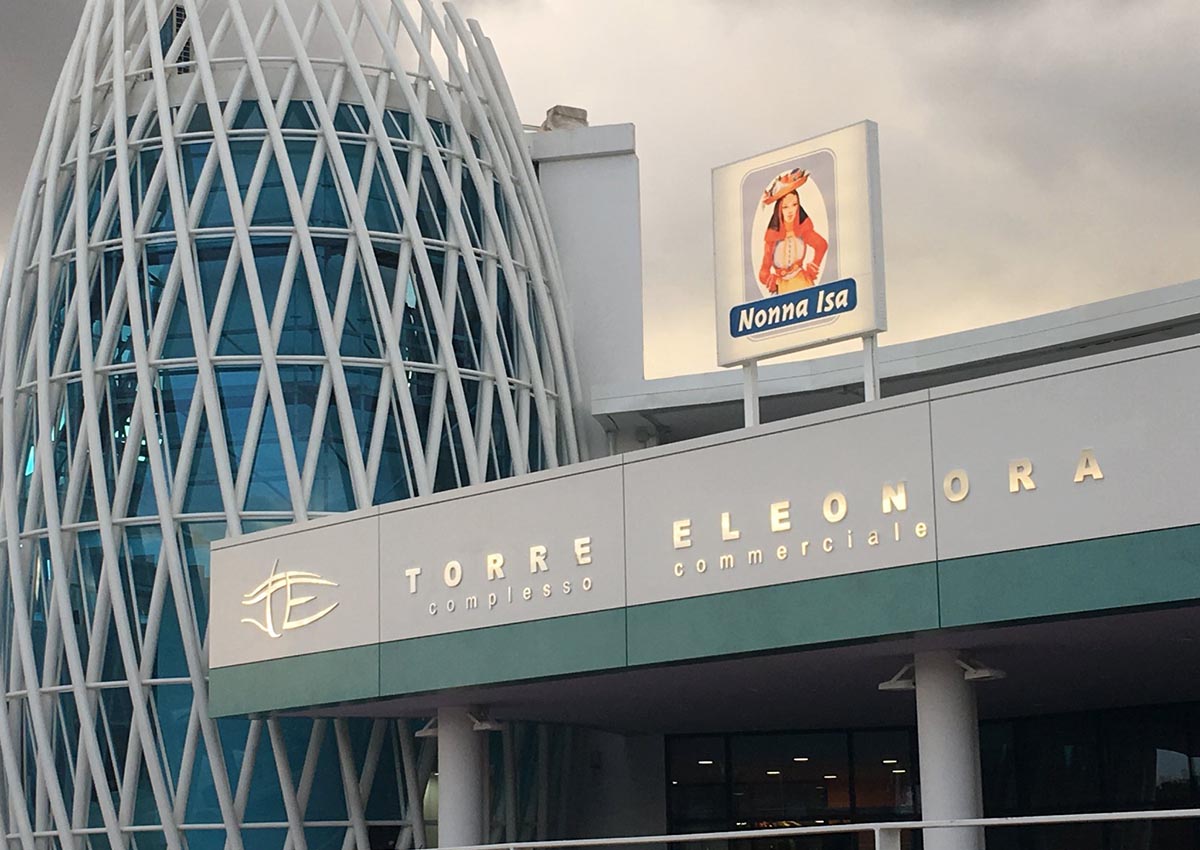 Nonna Isa
TE
TORRE ELEONORA
complesso commerciale